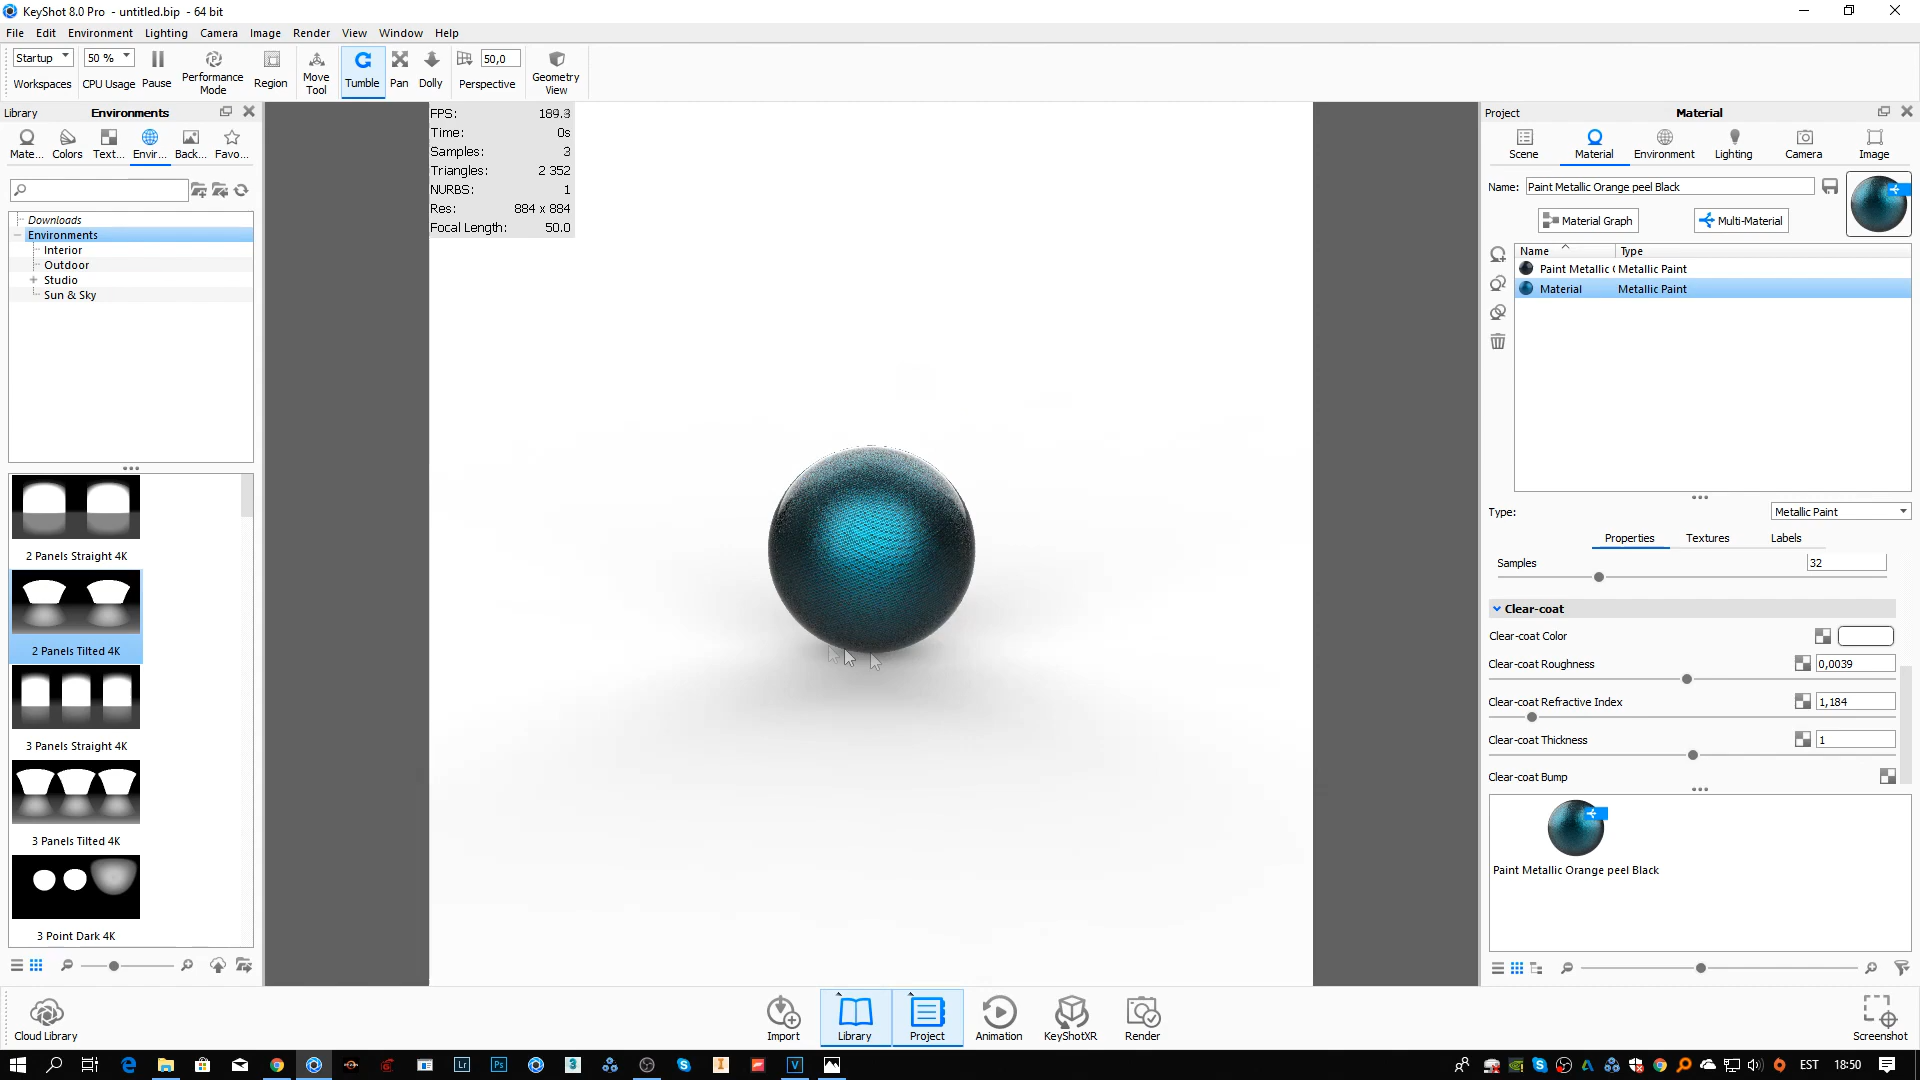 KeyShot 8.0 Pro - untitled.bip - 64 bit
File Edit Environment Lighting Camera Image Render View Window Help
Startup 50 % 50,0
Workspaces CPU Usage Pause Performance Mode Region Move Tool Tumble Pan Dolly Perspective Geometry View
Library Environments
Mate... Colors Text... Envir... Back... Favo...
Downloads
Environments
Interior
Outdoor
Studio
Sun & Sky
2 Panels Straight 4K
2 Panels Tilted 4K
3 Panels Straight 4K
3 Panels Tilted 4K
3 Point Dark 4K
FPS: 189.3
Time: 0s
Samples: 3
Triangles: 2 352
NURBS: 1
Res: 884 x 884
Focal Length: 50.0
Project Material
Scene Material Environment Lighting Camera Image
Name: Paint Metallic Orange peel Black
Material Graph Multi-Material
Name Type
Paint Metallic ( Metallic Paint
Material Metallic Paint
Type: Metallic Paint
Properties Textures Labels
Samples 32
Clear-coat
Clear-coat Color
Clear-coat Roughness 0,0039
Clear-coat Refractive Index 1,184
Clear-coat Thickness 1
Clear-coat Bump
Paint Metallic Orange peel Black
Cloud Library Import Library Project Animation KeyShotXR Render Screenshot
Lr Ps 3 S I V EST 18:50